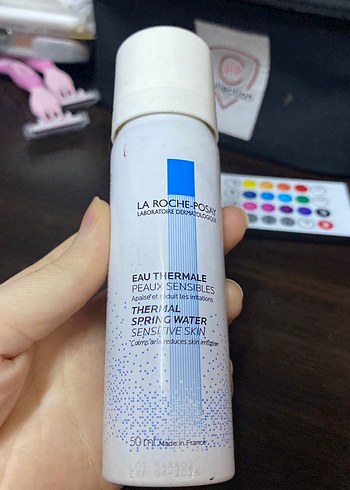 LA ROCHE-POSAY
LABORATOIRE DERMATOLOGIQUE
EAU THERMALE
PEAUX SENSIBLES
Apaise et réduit les irritations
THERMAL
SPRING WATER
SENSITIVE SKIN
Calms and reduces skin irritation
50 ml Made in France